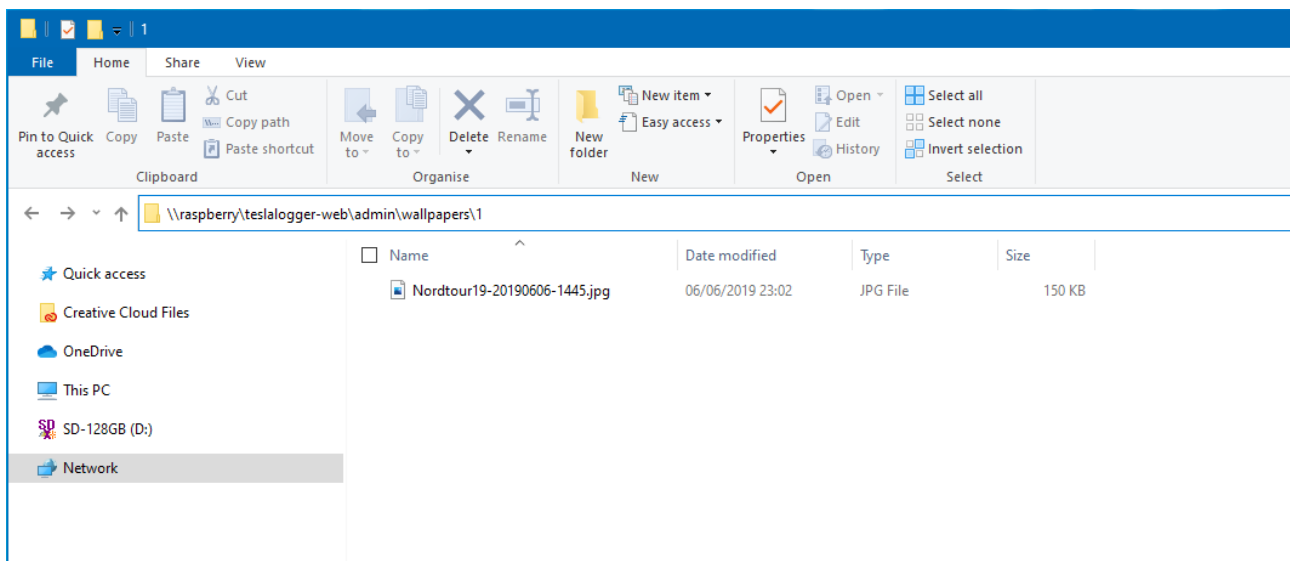 1
File Home Share View
Pin to Quick access
Copy
Paste
Cut
Copy path
Paste shortcut
Clipboard
Move to
Copy to
Delete
Rename
Organise
New folder
New item
Easy access
New
Properties
Open
Edit
History
Open
Select all
Select none
Invert selection
Select
\\raspberry\teslalogger-web\admin\wallpapers\1
Quick access
Creative Cloud Files
OneDrive
This PC
SD-128GB (D:)
Network
Name Date modified Type Size
Nordtour19-20190606-1445.jpg 06/06/2019 23:02 JPG File 150 KB